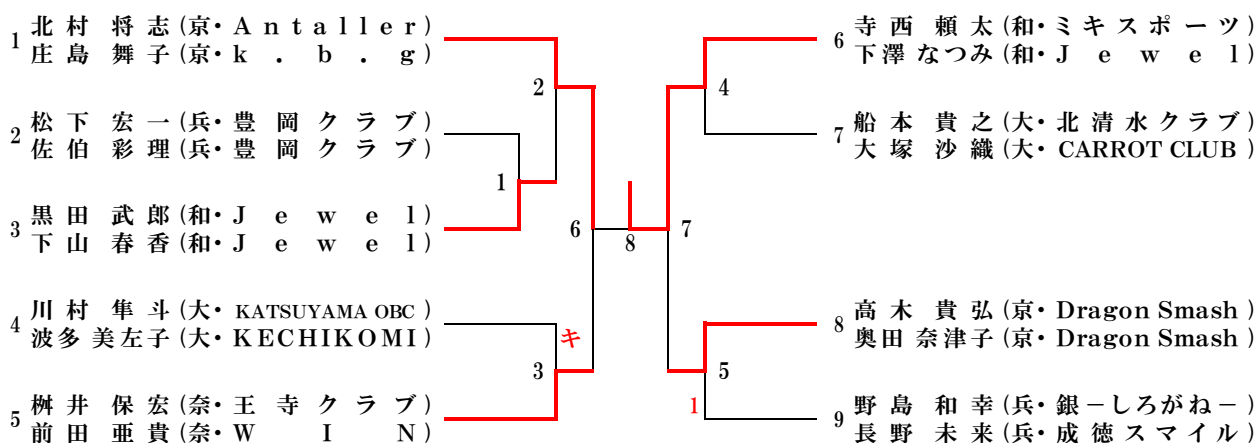 1 北村 将志 (京・Antaller)
庄島 舞子 (京・k.b.g)
2 松下 宏一 (兵・豊岡クラブ)
佐伯 彩理 (兵・豊岡クラブ)
3 黒田 武郎 (和・Jewel)
下山 春香 (和・Jewel)
4 川村 隼斗 (大・KATSUYAMA OBC)
波多 美左子 (大・KECHIKOMI)
5 桝井 保宏 (奈・王寺クラブ)
前田 亜貴 (奈・WIN)
2
1
6
キ
3
8
7
4
5
1
6 寺西 頼太 (和・ミキスポーツ)
下澤 なつみ (和・Jewel)
7 船本 貴之 (大・北清水クラブ)
大塚 沙織 (大・CARROT CLUB)
8 高木 貴弘 (京・Dragon Smash)
奥田 奈津子 (京・Dragon Smash)
9 野島 和幸 (兵・銀－しろがね－)
長野 未来 (兵・成徳スマイル)